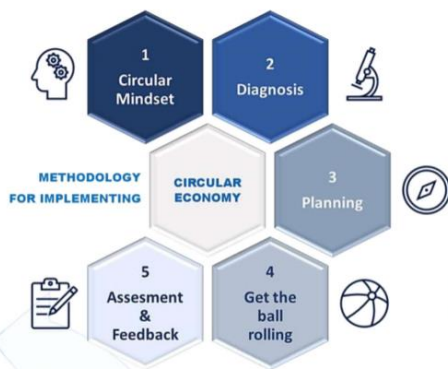 1
Circular
Mindset
2
Diagnosis
METHODOLOGY
FOR IMPLEMENTING
CIRCULAR
ECONOMY
3
Planning
5
Assesment
&
Feedback
4
Get the
ball
rolling